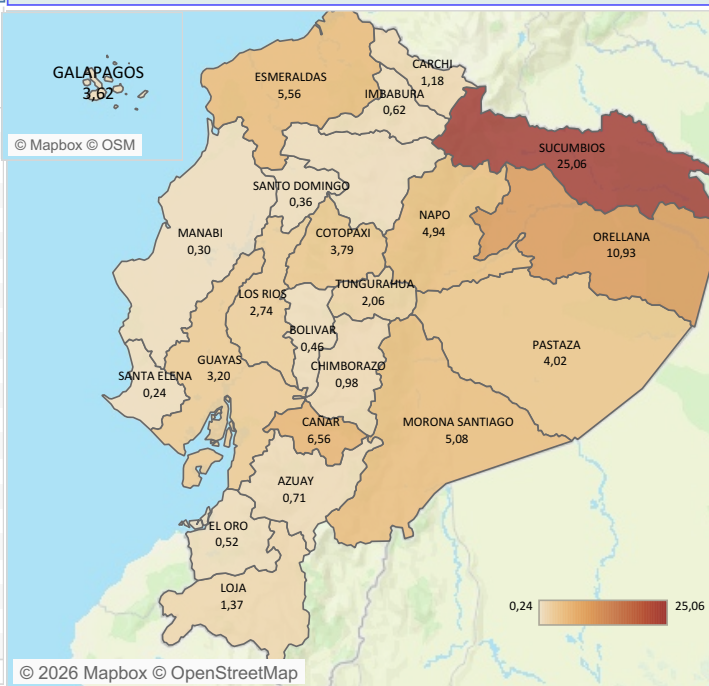 GALAPAGOS
3,62
© Mapbox © OSM
CARCHI
1,18
ESMERALDAS
5,56
IMBABURA
0,62
SUCUMBIOS
25,06
SANTO DOMINGO
0,36
NAPO
4,94
MANABI
0,30
COTOPAXI
3,79
ORELLANA
10,93
TUNGURAHUA
2,06
LOS RIOS
2,74
BOLIVAR
0,46
PASTAZA
4,02
GUAYAS
3,20
CHIMBORAZO
0,98
SANTA ELENA
0,24
CAÑAR
6,56
MORONA SANTIAGO
5,08
AZUAY
0,71
EL ORO
0,52
LOJA
1,37
0,24 25,06
© 2026 Mapbox © OpenStreetMap